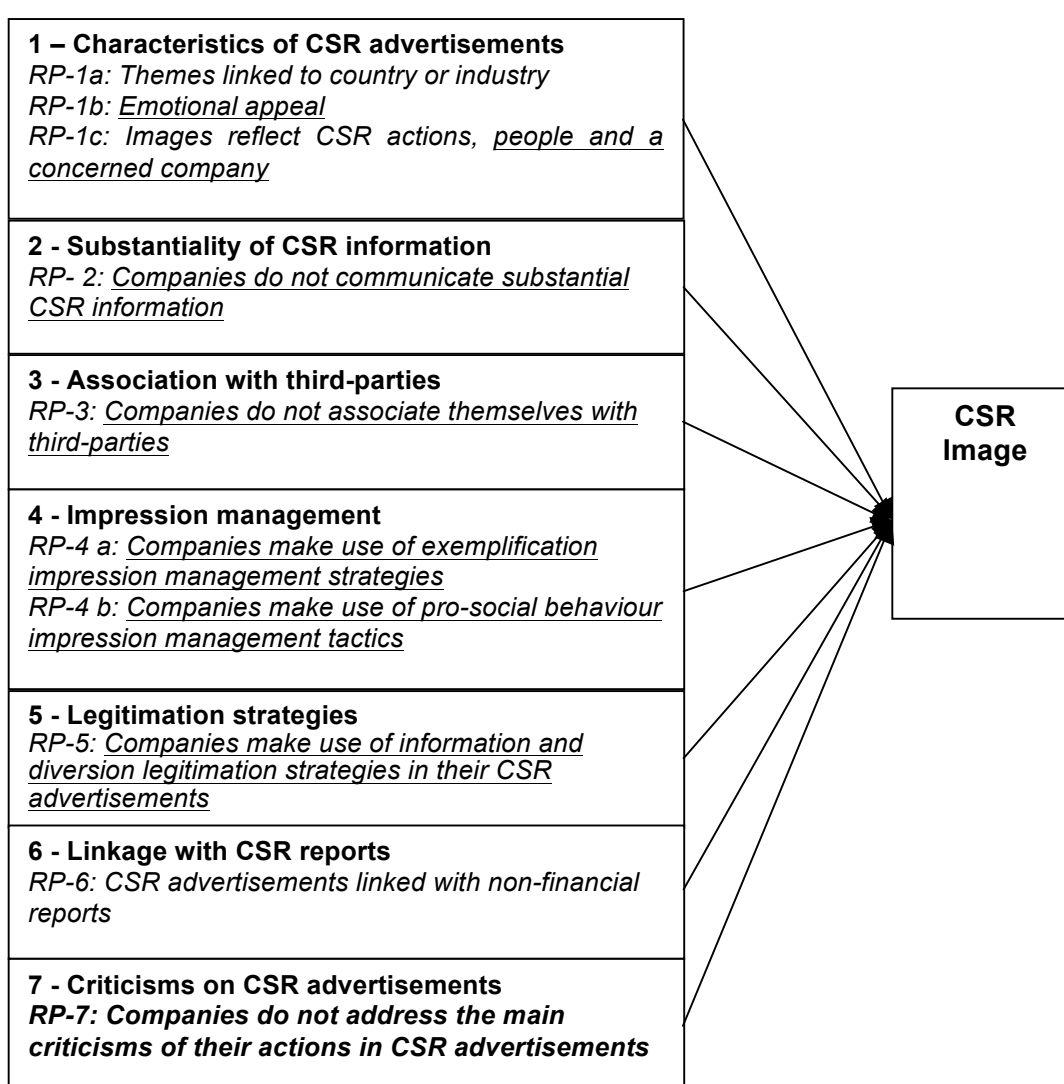 1 – Characteristics of CSR advertisements
RP-1a: Themes linked to country or industry
RP-1b: Emotional appeal
RP-1c: Images reflect CSR actions, people and a
concerned company
2 - Substantiality of CSR information
RP- 2: Companies do not communicate substantial
CSR information
3 - Association with third-parties
RP-3: Companies do not associate themselves with
third-parties
4 - Impression management
RP-4 a: Companies make use of exemplification
impression management strategies
RP-4 b: Companies make use of pro-social behaviour
impression management tactics
5 - Legitimation strategies
RP-5: Companies make use of information and
diversion legitimation strategies in their CSR
advertisements
6 - Linkage with CSR reports
RP-6: CSR advertisements linked with non-financial
reports
7 - Criticisms on CSR advertisements
RP-7: Companies do not address the main
criticisms of their actions in CSR advertisements
CSR
Image